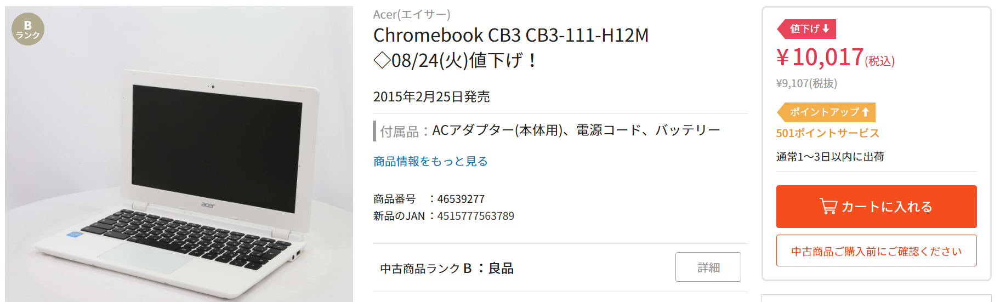 B
ランク
acer
Acer(エイサー)
Chromebook CB3 CB3-111-H12M
◇08/24(火)値下げ！
2015年2月25日発売
付属品：ACアダプター(本体用)、電源コード、バッテリー
商品情報をもっと見る
商品番号　：46539277
新品のJAN：4515777563789
中古商品ランク B ：良品
詳細
値下げ⬇
¥10,017(税込)
¥9,107(税抜)
ポイントアップ⬆
501ポイントサービス
通常1～3日以内に出荷
カートに入れる
中古商品ご購入前にご確認ください